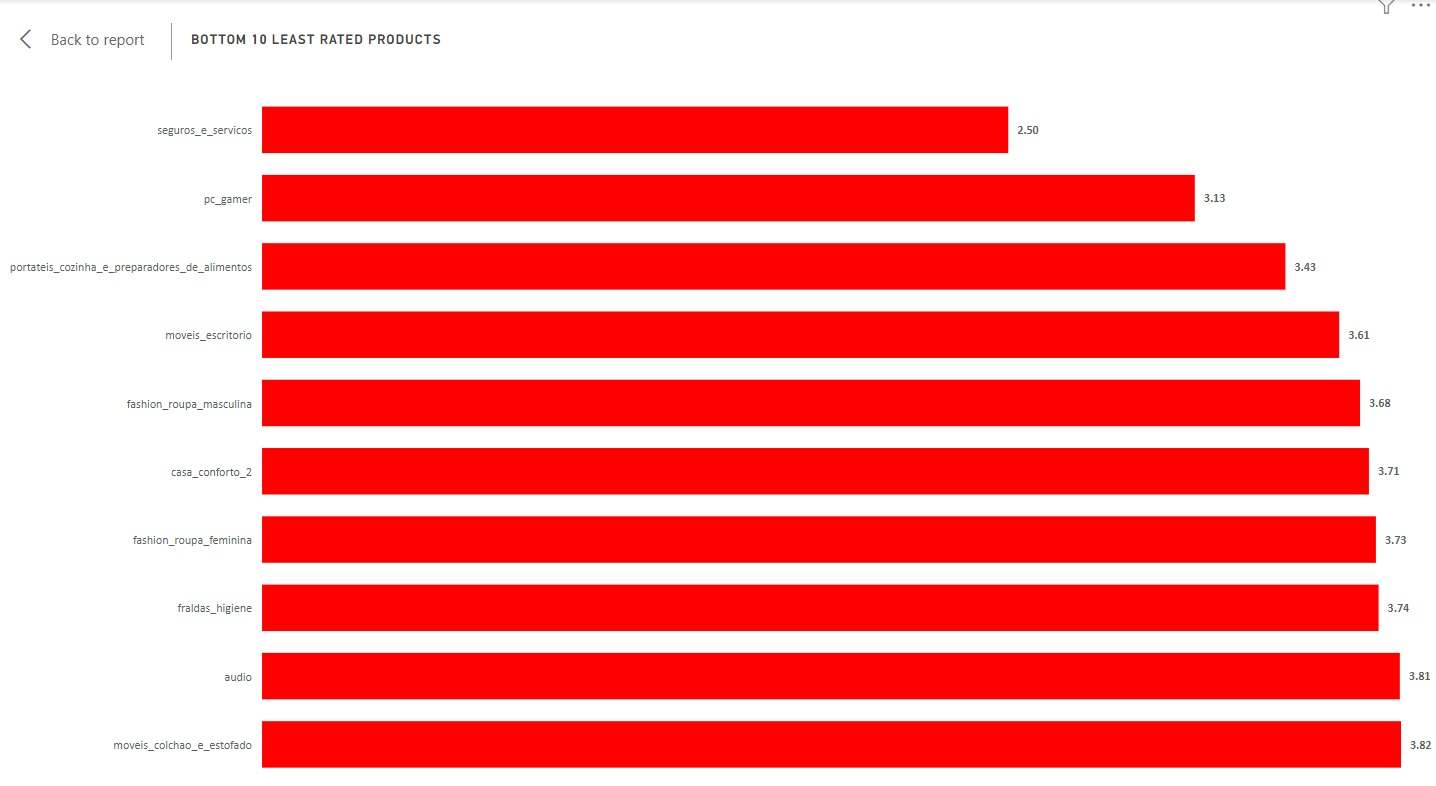 Back to report
BOTTOM 10 LEAST RATED PRODUCTS
seguros_e_servicos 2.50
pc_gamer 3.13
portateis_cozinha_e_preparadores_de_alimentos 3.43
moveis_escritorio 3.61
fashion_roupa_masculina 3.68
casa_conforto_2 3.71
fashion_roupa_feminina 3.73
fraldas_higiene 3.74
audio 3.81
moveis_colchao_e_estofado 3.82